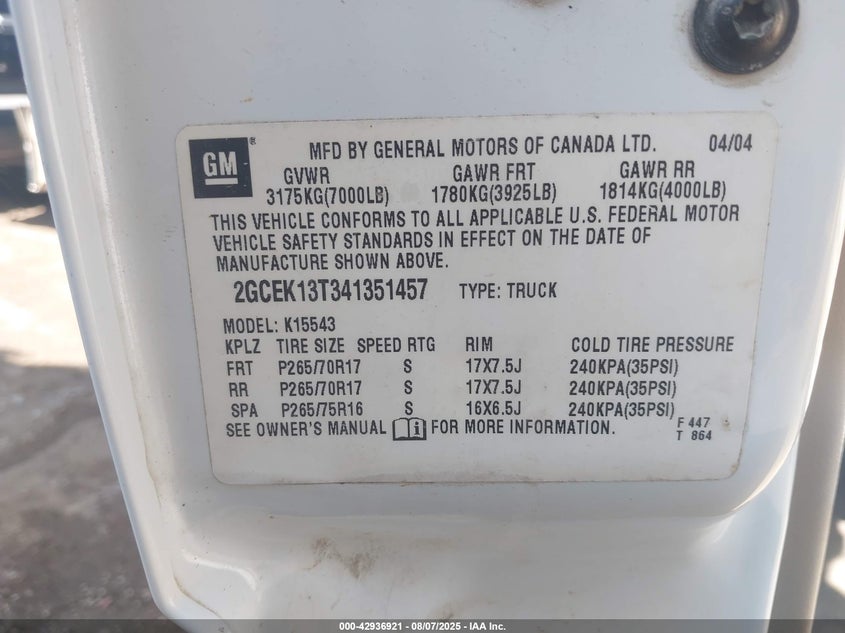 GM ® MFD BY GENERAL MOTORS OF CANADA LTD. 04/04
GVWR GAWR FRT GAWR RR
3175KG(7000LB) 1780KG(3925LB) 1814KG(4000LB)
THIS VEHICLE CONFORMS TO ALL APPLICABLE U.S. FEDERAL MOTOR
VEHICLE SAFETY STANDARDS IN EFFECT ON THE DATE OF
MANUFACTURE SHOWN ABOVE.
2GCEK13T341351457 TYPE: TRUCK
MODEL: K15543
KPLZ TIRE SIZE SPEED RTG RIM COLD TIRE PRESSURE
FRT P265/70R17 S 17X7.5J 240KPA(35PSI)
RR P265/70R17 S 17X7.5J 240KPA(35PSI)
SPA P265/75R16 S 16X6.5J 240KPA(35PSI)
SEE OWNER'S MANUAL FOR MORE INFORMATION.
F 447
T 864
000-42936921 - 08/07/2025 - IAA Inc.